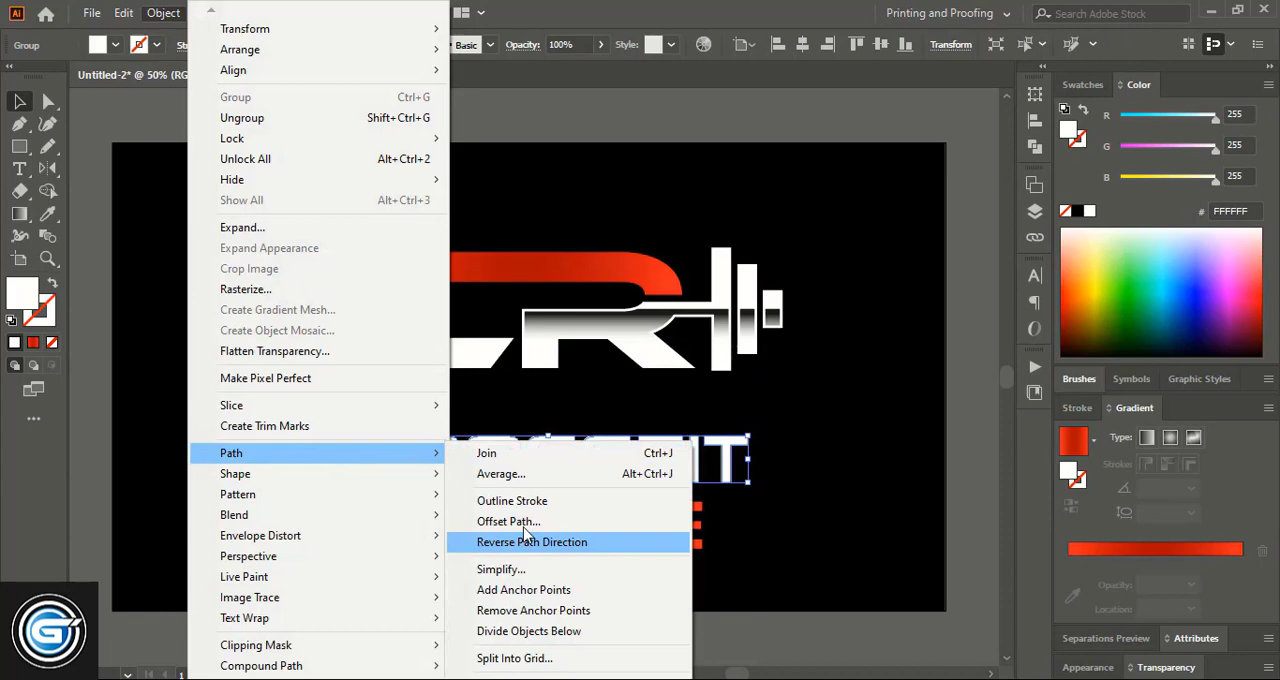 File Edit Object Printing and Proofing Search Adobe Stock
Group Basic Opacity: 100% Style: Transform
Untitled-2* @ 50% (RG
Transform
Arrange
Align
Group Ctrl+G
Ungroup Shift+Ctrl+G
Lock
Unlock All Alt+Ctrl+2
Hide
Show All Alt+Ctrl+3
Expand...
Expand Appearance
Crop Image
Rasterize...
Create Gradient Mesh...
Create Object Mosaic...
Flatten Transparency...
Make Pixel Perfect
Slice
Create Trim Marks
Path
Shape
Pattern
Blend
Envelope Distort
Perspective
Live Paint
Image Trace
Text Wrap
Clipping Mask
Compound Path
Join Ctrl+J
Average... Alt+Ctrl+J
Outline Stroke
Offset Path...
Reverse Path Direction
Simplify...
Add Anchor Points
Remove Anchor Points
Divide Objects Below
Split Into Grid...
Swatches Color
R 255
G 255
B 255
# FFFFFF
Brushes Symbols Graphic Styles
Stroke Gradient
Type:
Stroke:
Opacity:
Location:
Separations Preview Attributes
Appearance Transparency